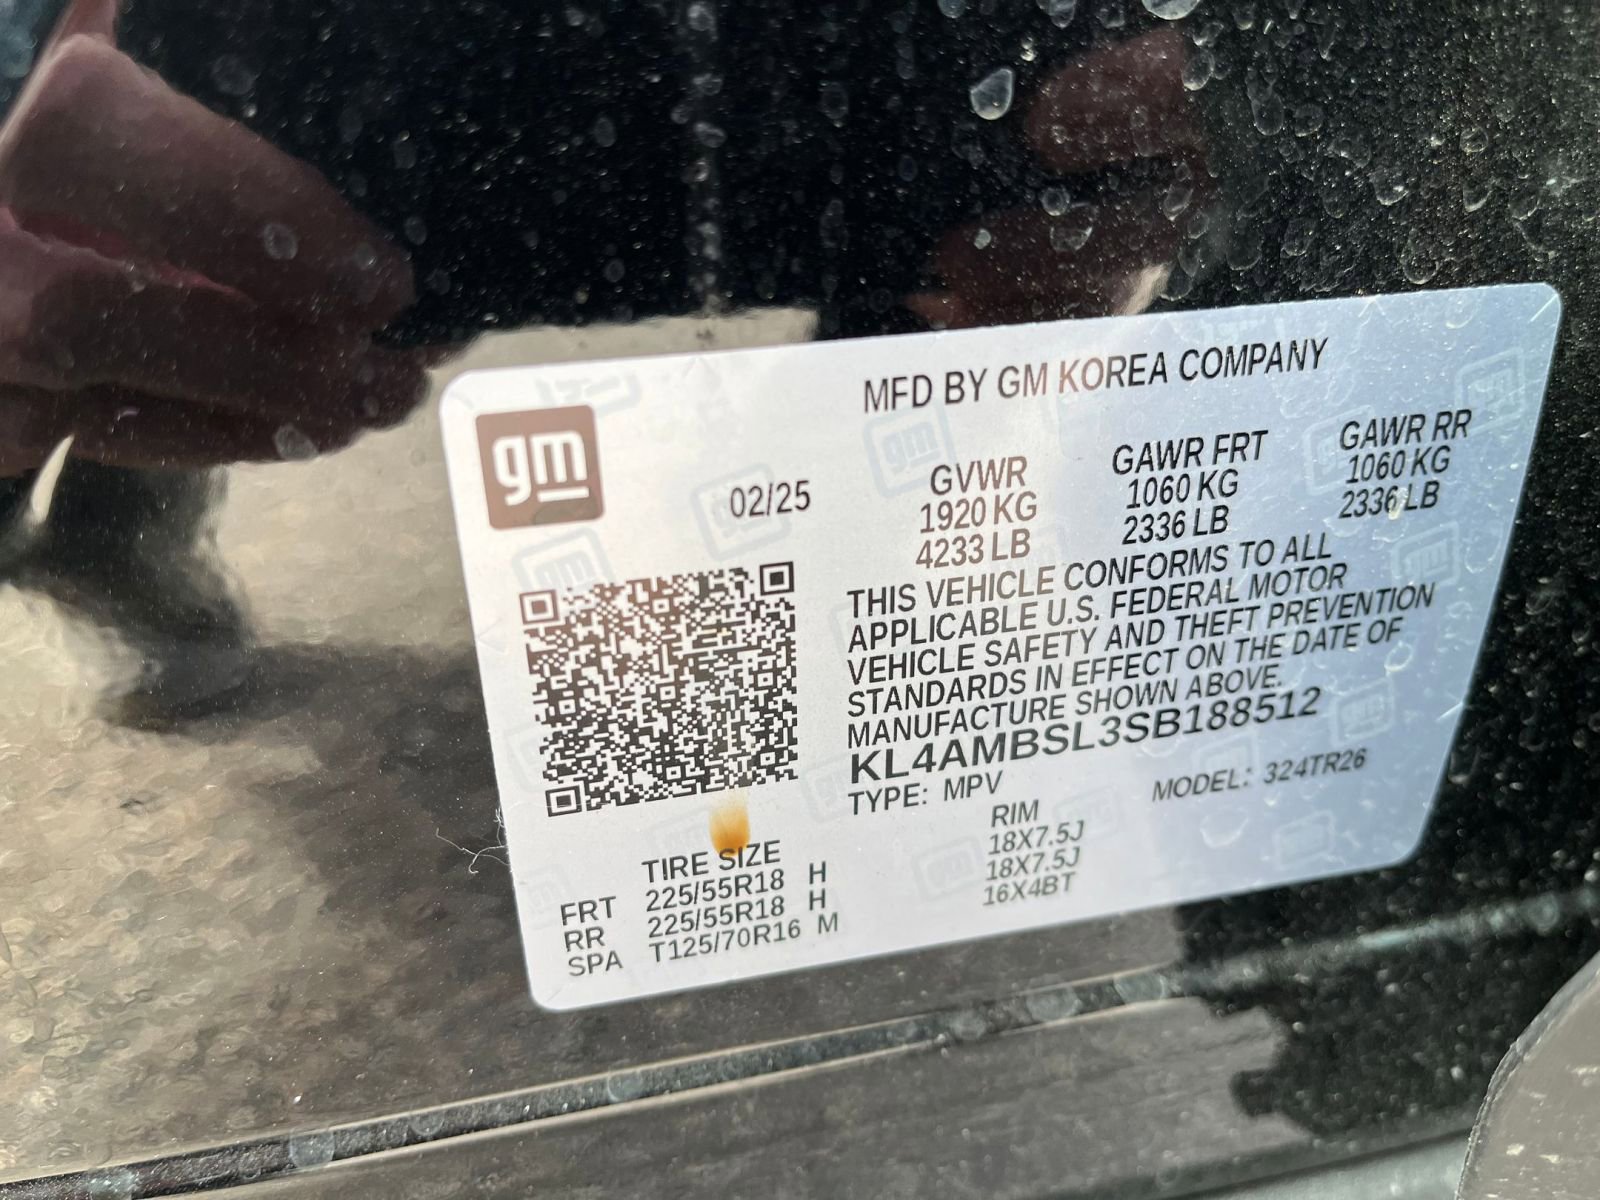 gm
MFD BY GM KOREA COMPANY
02/25
GVWR GAWR FRT GAWR RR
1920 KG 1060 KG 1060 KG
4233 LB 2336 LB 2336 LB
THIS VEHICLE CONFORMS TO ALL
APPLICABLE U.S. FEDERAL MOTOR
VEHICLE SAFETY AND THEFT PREVENTION
STANDARDS IN EFFECT ON THE DATE OF
MANUFACTURE SHOWN ABOVE.
KL4AMBSL3SB188512
TYPE: MPV MODEL: 324TR26
TIRE SIZE RIM
FRT 225/55R18 H 18X7.5J
RR 225/55R18 H 18X7.5J
SPA T125/70R16 M 16X4BT